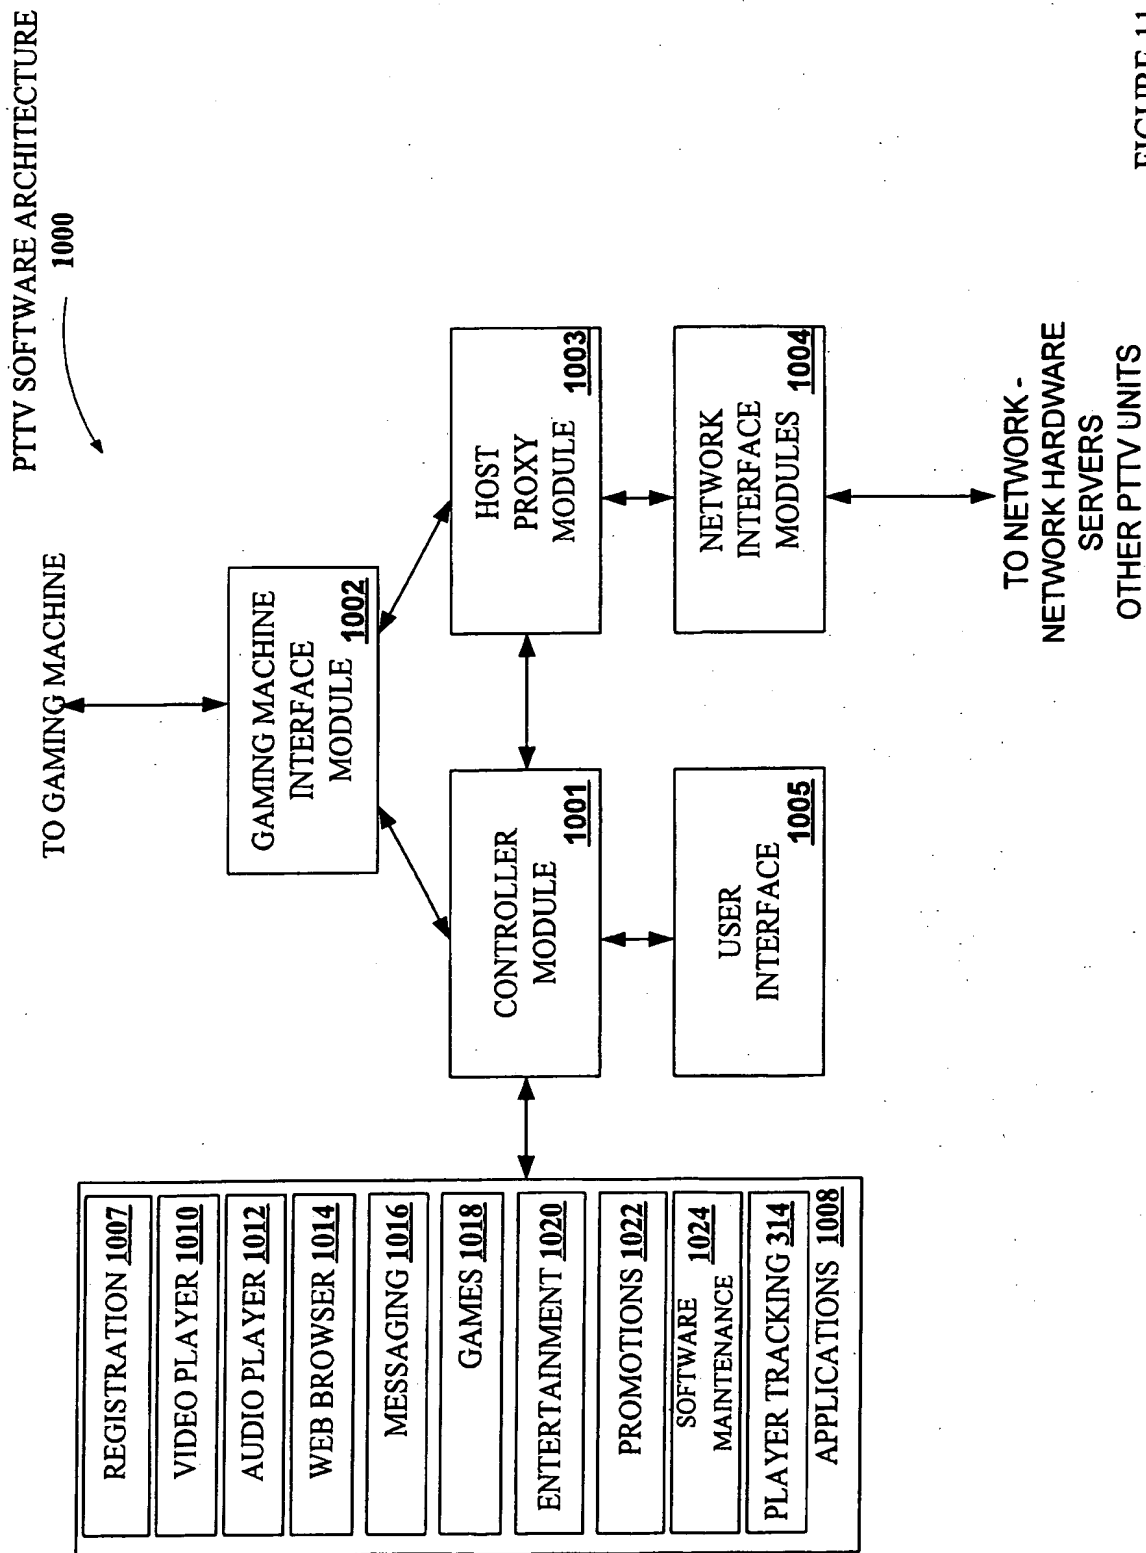 PTTV SOFTWARE ARCHITECTURE
1000
TO GAMING MACHINE
GAMING MACHINE
INTERFACE
MODULE 1002
REGISTRATION 1007
VIDEO PLAYER 1010
AUDIO PLAYER 1012
WEB BROWSER 1014
MESSAGING 1016
GAMES 1018
ENTERTAINMENT 1020
PROMOTIONS 1022
SOFTWARE 1024
MAINTENANCE
PLAYER TRACKING 314
APPLICATIONS 1008
CONTROLLER
MODULE
1001
HOST
PROXY
MODULE
1003
USER
INTERFACE
1005
NETWORK
INTERFACE
MODULES
1004
TO NETWORK -
NETWORK HARDWARE
SERVERS
OTHER PTTV UNITS
FIGURE 11